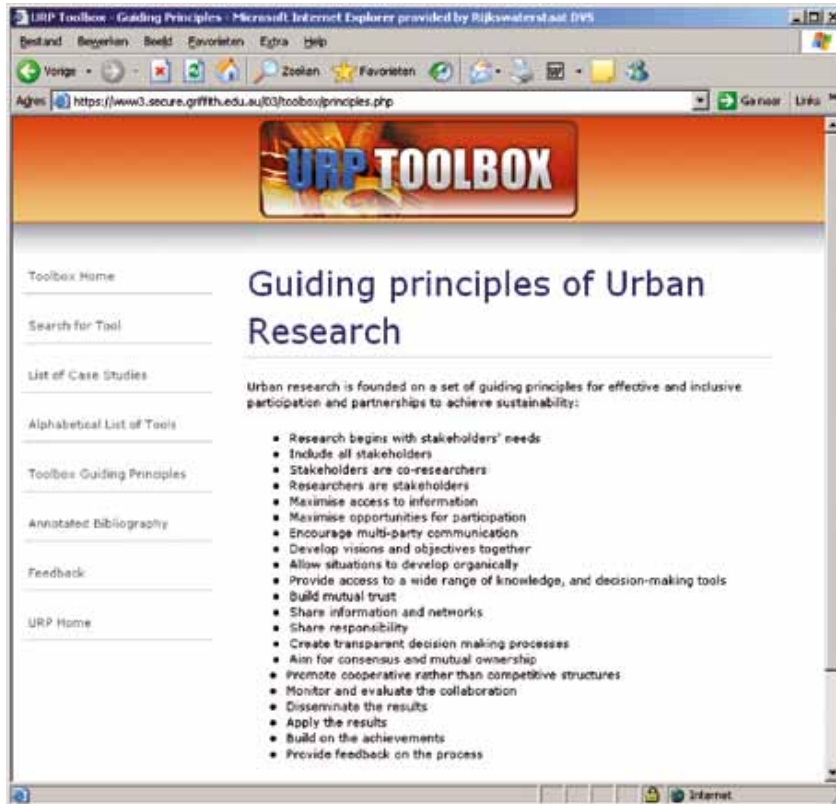 URP Toolbox - Guiding Principles - Microsoft Internet Explorer provided by Rijkswaterstaat DVS
Bestand Bewerken Beeld Favorieten Extra Help
Vorige Zoeken Favorieten
Adres https://www3.secure.griffith.edu.au/03/toolbox/principles.php Ga naar Links
URP TOOLBOX
Toolbox Home
Search for Tool
List of Case Studies
Alphabetical List of Tools
Toolbox Guiding Principles
Annotated Bibliography
Feedback
URP Home
Guiding principles of Urban
Research
Urban research is founded on a set of guiding principles for effective and inclusive
participation and partnerships to achieve sustainability:
• Research begins with stakeholders' needs
• Include all stakeholders
• Stakeholders are co-researchers
• Researchers are stakeholders
• Maximise access to information
• Maximise opportunities for participation
• Encourage multi-party communication
• Develop visions and objectives together
• Allow situations to develop organically
• Provide access to a wide range of knowledge, and decision-making tools
• Build mutual trust
• Share information and networks
• Share responsibility
• Create transparent decision making processes
• Aim for consensus and mutual ownership
• Promote cooperative rather than competitive structures
• Monitor and evaluate the collaboration
• Disseminate the results
• Apply the results
• Build on the achievements
• Provide feedback on the process
Internet